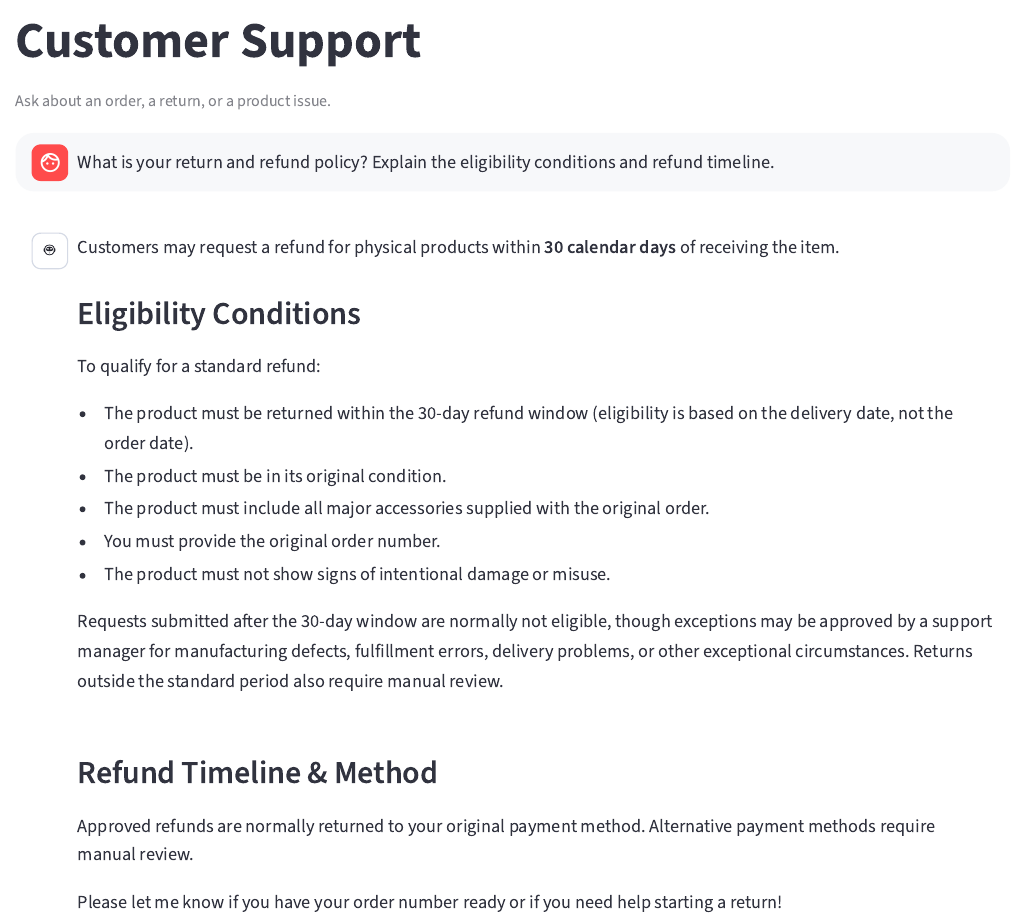 Customer Support
Ask about an order, a return, or a product issue.
What is your return and refund policy? Explain the eligibility conditions and refund timeline.
Customers may request a refund for physical products within 30 calendar days of receiving the item.
Eligibility Conditions
To qualify for a standard refund:
• The product must be returned within the 30-day refund window (eligibility is based on the delivery date, not the
order date).
• The product must be in its original condition.
• The product must include all major accessories supplied with the original order.
• You must provide the original order number.
• The product must not show signs of intentional damage or misuse.
Requests submitted after the 30-day window are normally not eligible, though exceptions may be approved by a support
manager for manufacturing defects, fulfillment errors, delivery problems, or other exceptional circumstances. Returns
outside the standard period also require manual review.
Refund Timeline & Method
Approved refunds are normally returned to your original payment method. Alternative payment methods require
manual review.
Please let me know if you have your order number ready or if you need help starting a return!